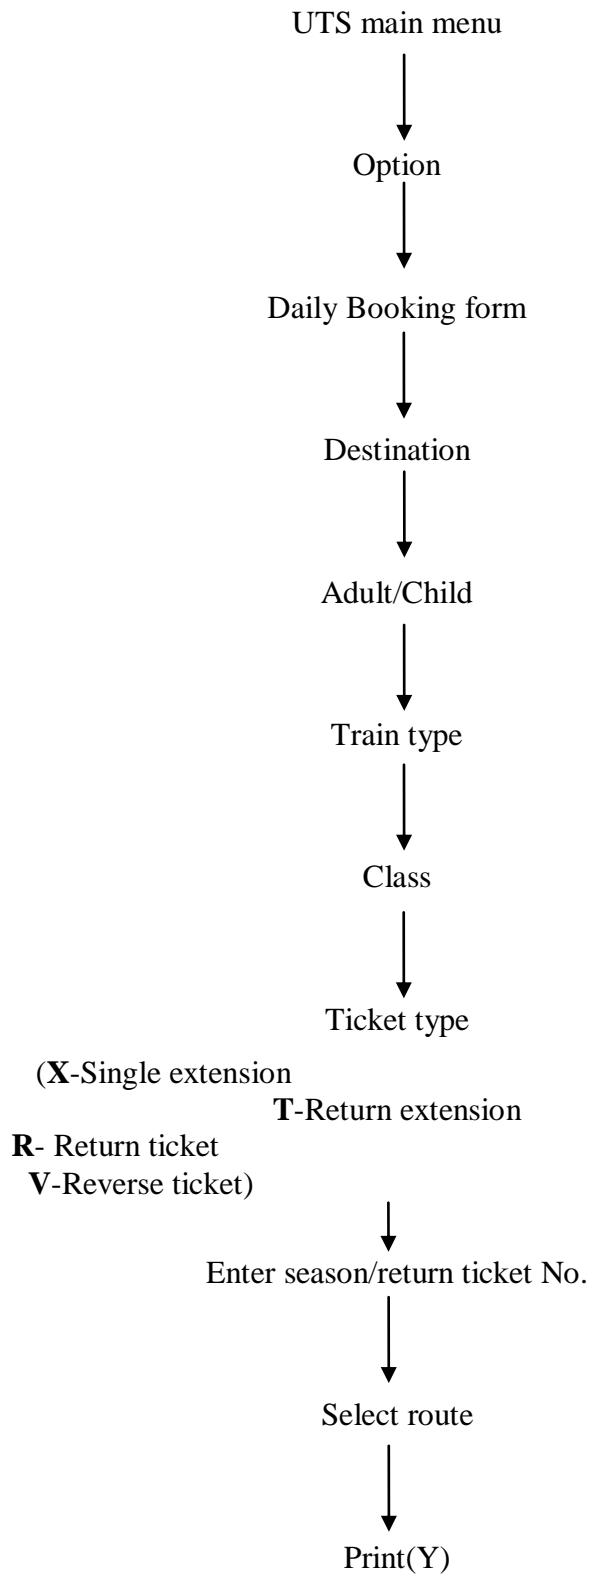 UTS main menu
Option
Daily Booking form
Destination
Adult/Child
Train type
Class
Ticket type
(X-Single extension
T-Return extension
R- Return ticket
V-Reverse ticket)
Enter season/return ticket No.
Select route
Print(Y)